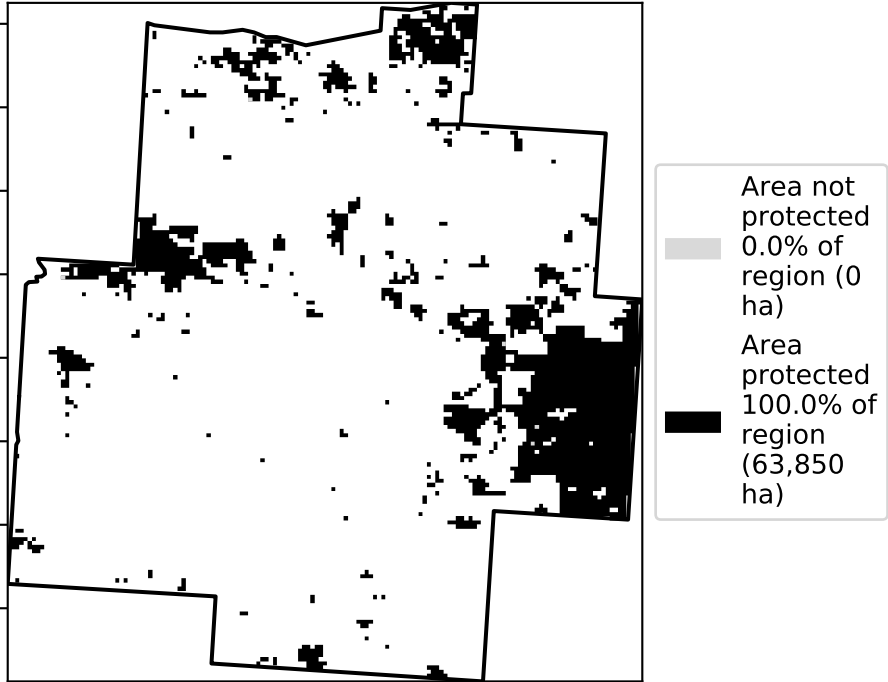 Area not
protected
0.0% of
region (0
ha)
Area
protected
100.0% of
region
(63,850
ha)